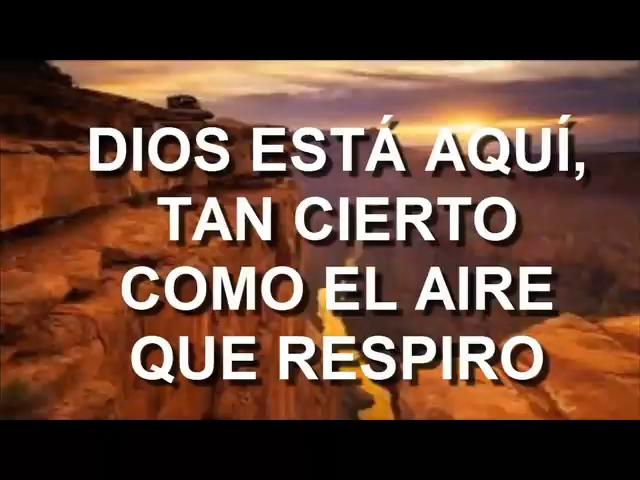 DIOS ESTÁ AQUÍ,
TAN CIERTO
COMO EL AIRE
QUE RESPIRO